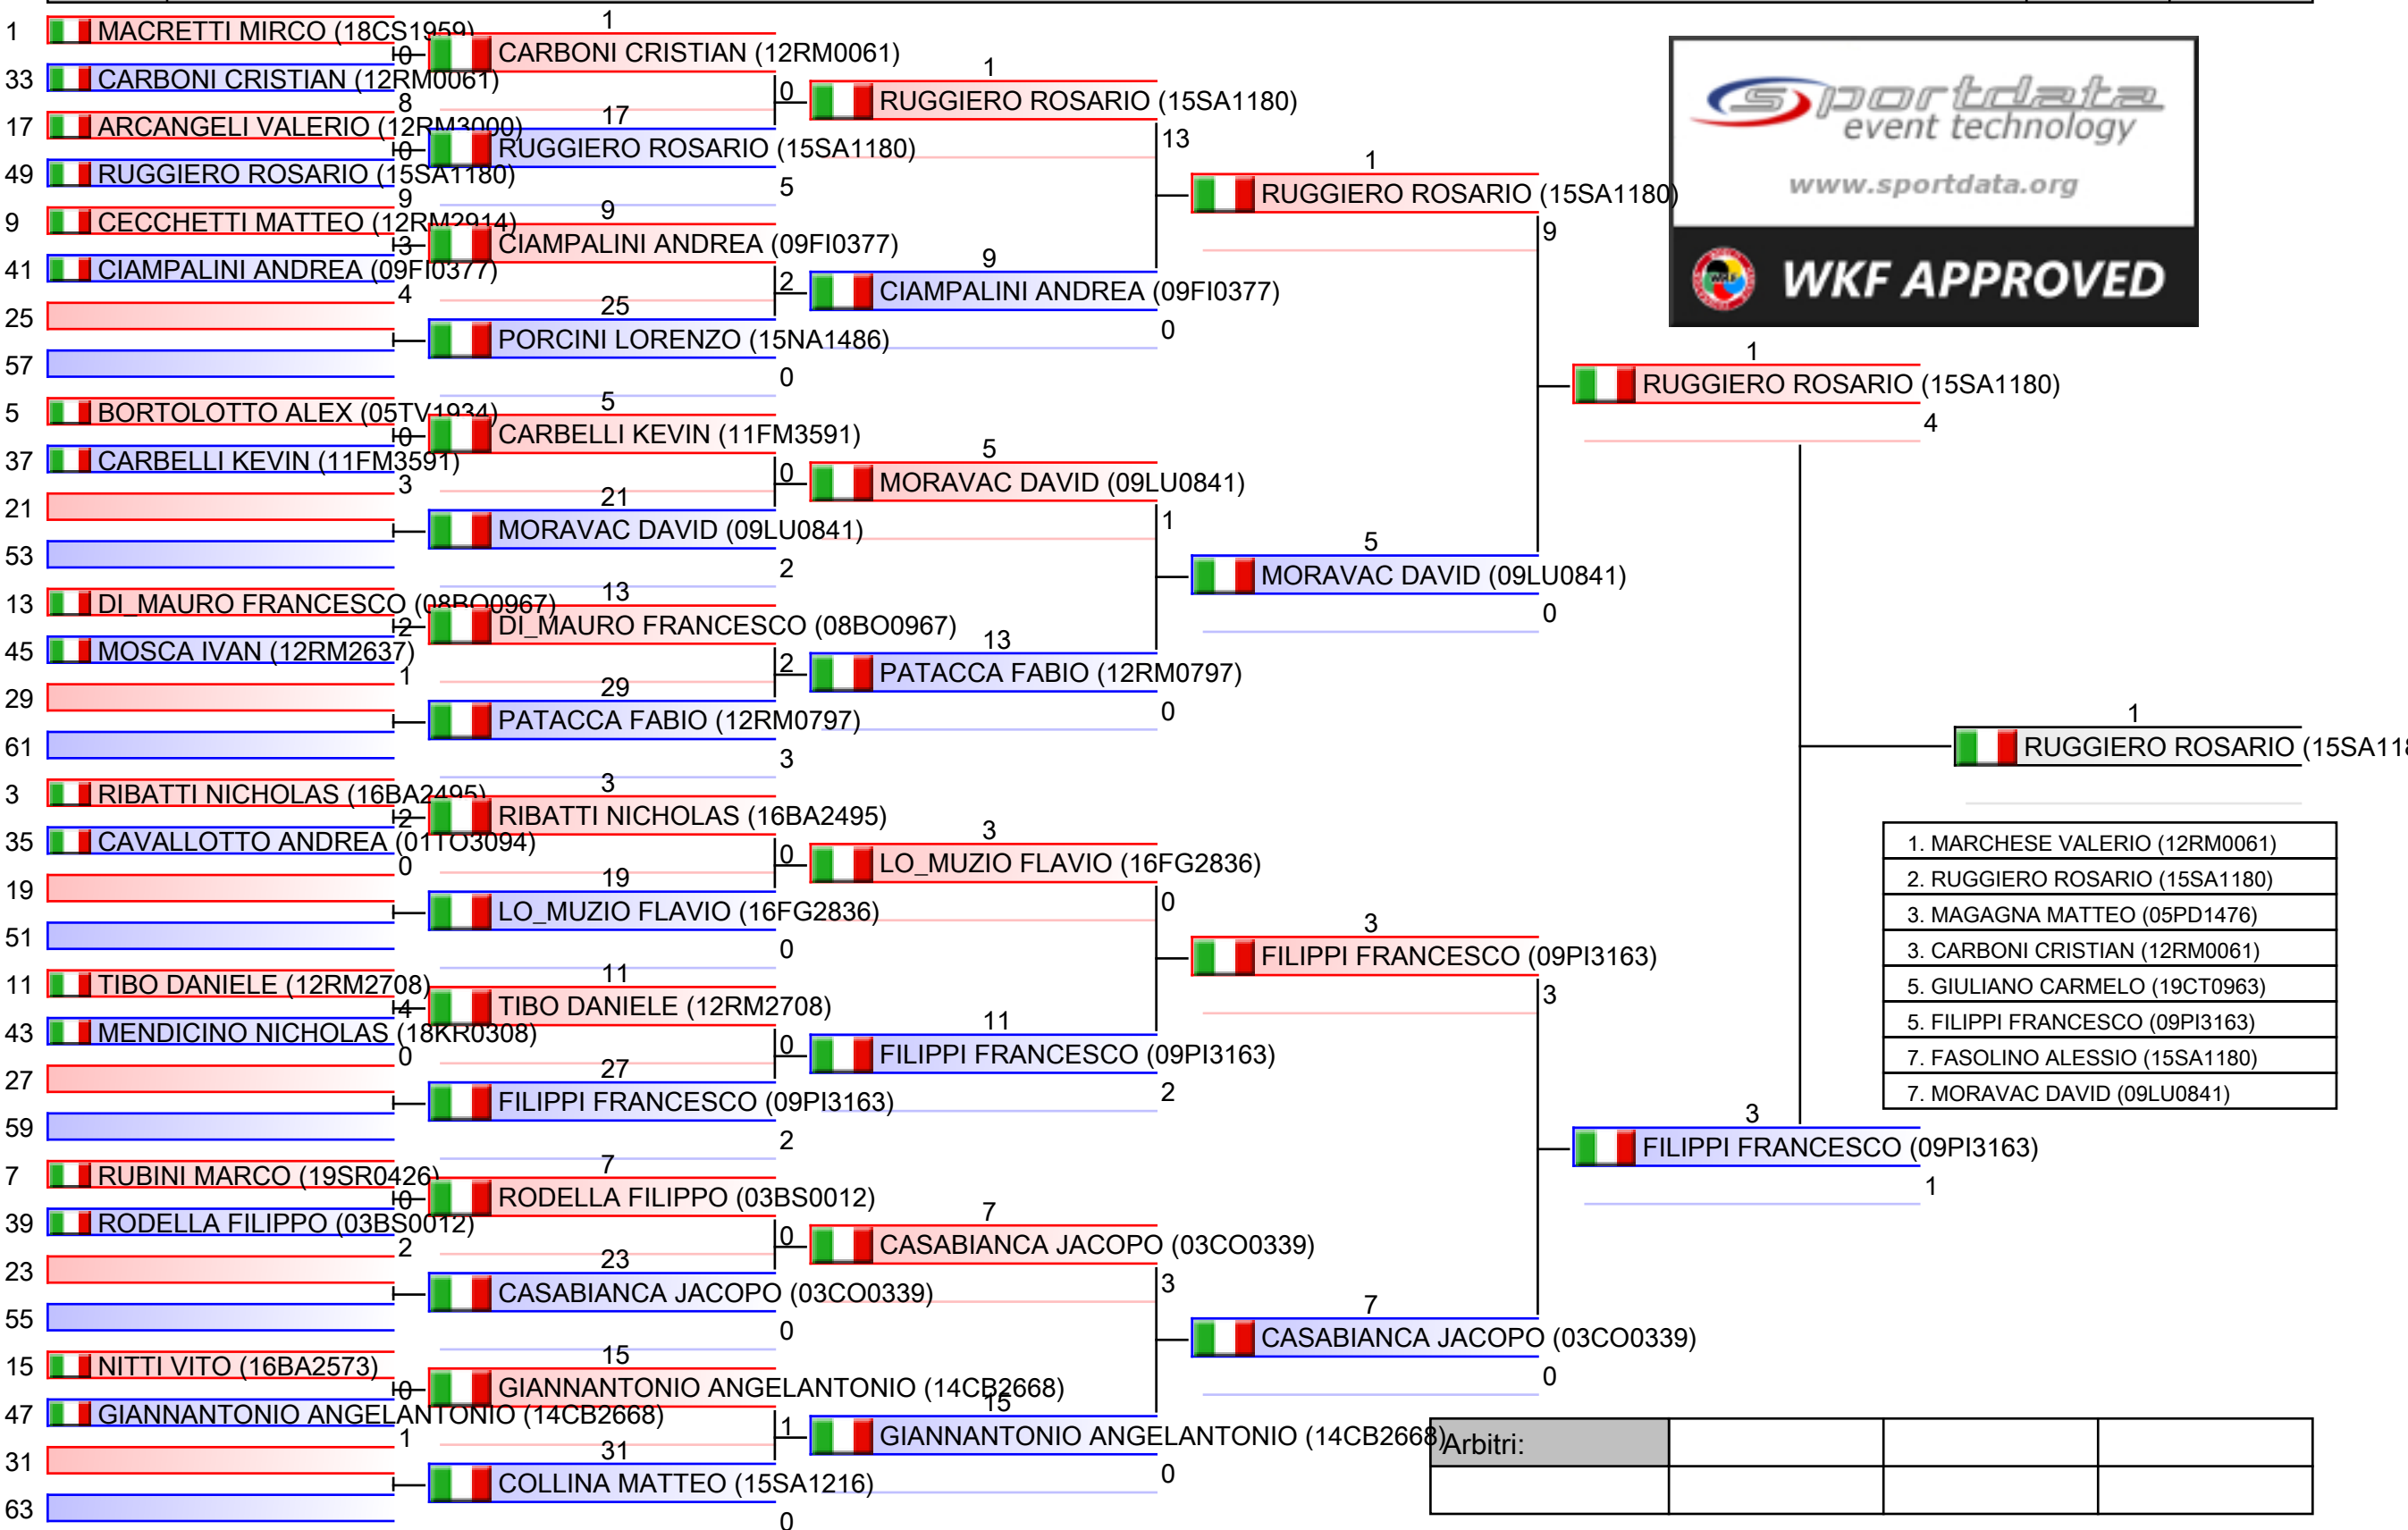 1 MACRETTI MIRCO (18CS1959)
0
33 CARBONI CRISTIAN (12RM0061)
8
17 ARCANGELI VALERIO (12RM3000)
0
49 RUGGIERO ROSARIO (15SA1180)
9
9 CECCHETTI MATTEO (12RM2914)
3
41 CIAMPALINI ANDREA (09FI0377)
4
25
57
5 BORTOLOTTO ALEX (05TV1934)
0
37 CARBELLI KEVIN (11FM3591)
3
21
53
13 DI_MAURO FRANCESCO (08BO0967)
2
45 MOSCA IVAN (12RM2637)
1
29
61
3 RIBATTI NICHOLAS (16BA2495)
2
35 CAVALLOTTO ANDREA (01TO3094)
0
19
51
11 TIBO DANIELE (12RM2708)
4
43 MENDICINO NICHOLAS (18KR0308)
0
27
59
7 RUBINI MARCO (19SR0426)
0
39 RODELLA FILIPPO (03BS0012)
2
23
55
15 NITTI VITO (16BA2573)
0
47 GIANNANTONIO ANGELANTONIO (14CB2668)
1
31
63
1
CARBONI CRISTIAN (12RM0061)
0
17
RUGGIERO ROSARIO (15SA1180)
5
9
CIAMPALINI ANDREA (09FI0377)
2
25
PORCINI LORENZO (15NA1486)
0
5
CARBELLI KEVIN (11FM3591)
0
21
MORAVAC DAVID (09LU0841)
2
13
DI_MAURO FRANCESCO (08BO0967)
2
29
PATACCA FABIO (12RM0797)
3
3
RIBATTI NICHOLAS (16BA2495)
0
19
LO_MUZIO FLAVIO (16FG2836)
0
11
TIBO DANIELE (12RM2708)
0
27
FILIPPI FRANCESCO (09PI3163)
2
7
RODELLA FILIPPO (03BS0012)
0
23
CASABIANCA JACOPO (03CO0339)
0
15
GIANNANTONIO ANGELANTONIO (14CB2668)
1
31
COLLINA MATTEO (15SA1216)
0
1
RUGGIERO ROSARIO (15SA1180)
13
9
CIAMPALINI ANDREA (09FI0377)
0
5
MORAVAC DAVID (09LU0841)
1
13
PATACCA FABIO (12RM0797)
0
3
LO_MUZIO FLAVIO (16FG2836)
0
11
FILIPPI FRANCESCO (09PI3163)
2
7
CASABIANCA JACOPO (03CO0339)
3
15
GIANNANTONIO ANGELANTONIO (14CB2668)
0
1
RUGGIERO ROSARIO (15SA1180)
9
5
MORAVAC DAVID (09LU0841)
0
3
FILIPPI FRANCESCO (09PI3163)
3
7
CASABIANCA JACOPO (03CO0339)
0
sportdata
event technology
www.sportdata.org
WKF
WKF APPROVED
1
RUGGIERO ROSARIO (15SA1180)
4
3
FILIPPI FRANCESCO (09PI3163)
1
1
RUGGIERO ROSARIO (15SA118
1. MARCHESE VALERIO (12RM0061)
2. RUGGIERO ROSARIO (15SA1180)
3. MAGAGNA MATTEO (05PD1476)
3. CARBONI CRISTIAN (12RM0061)
5. GIULIANO CARMELO (19CT0963)
5. FILIPPI FRANCESCO (09PI3163)
7. FASOLINO ALESSIO (15SA1180)
7. MORAVAC DAVID (09LU0841)
Arbitri: